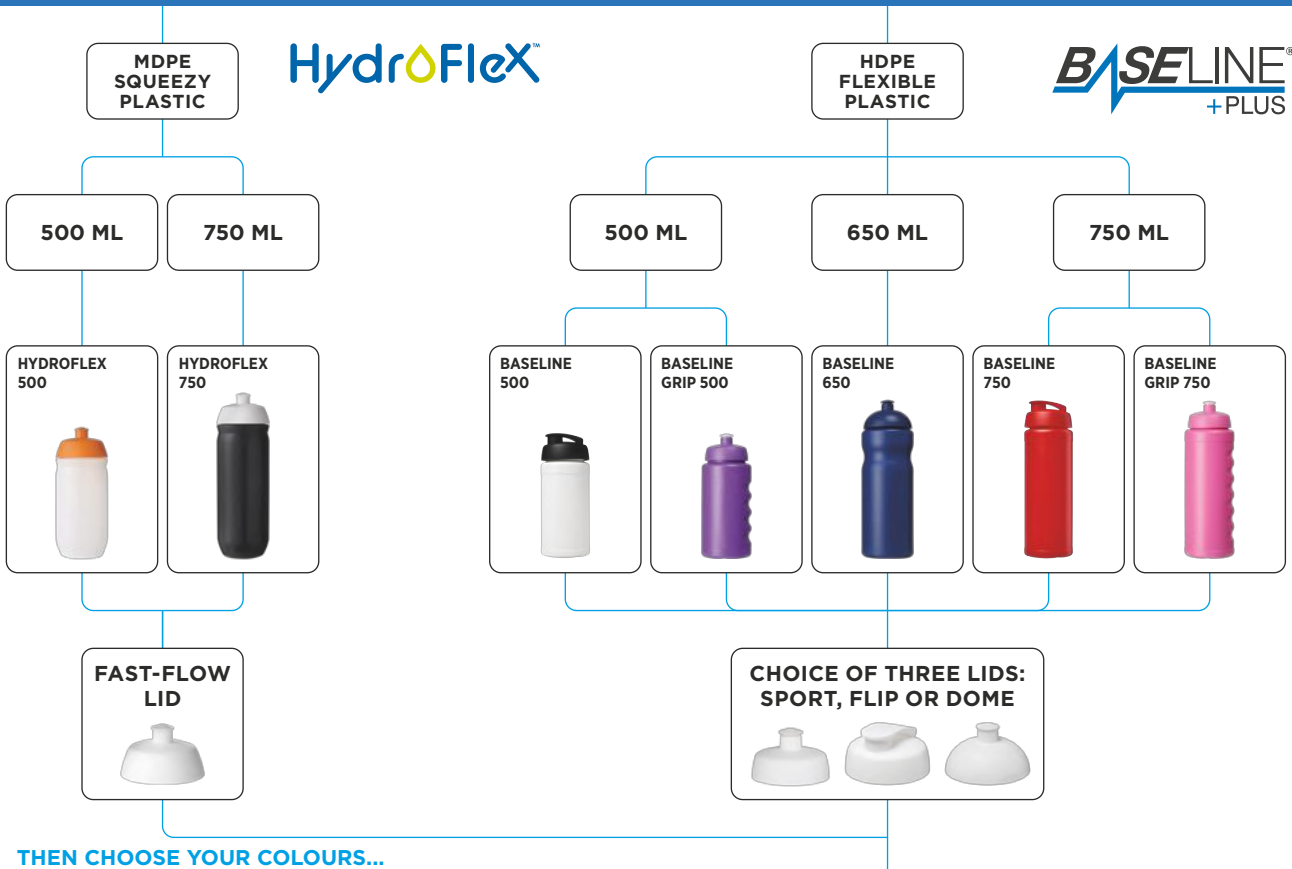 MDPE
SQUEEZY
PLASTIC
HydroFleX™
HDPE
FLEXIBLE
PLASTIC
BASELINE®
+PLUS
500 ML
750 ML
500 ML
650 ML
750 ML
HYDROFLEX
500
HYDROFLEX
750
BASELINE
500
BASELINE
GRIP 500
BASELINE
650
BASELINE
750
BASELINE
GRIP 750
FAST-FLOW
LID
CHOICE OF THREE LIDS:
SPORT, FLIP OR DOME
THEN CHOOSE YOUR COLOURS...